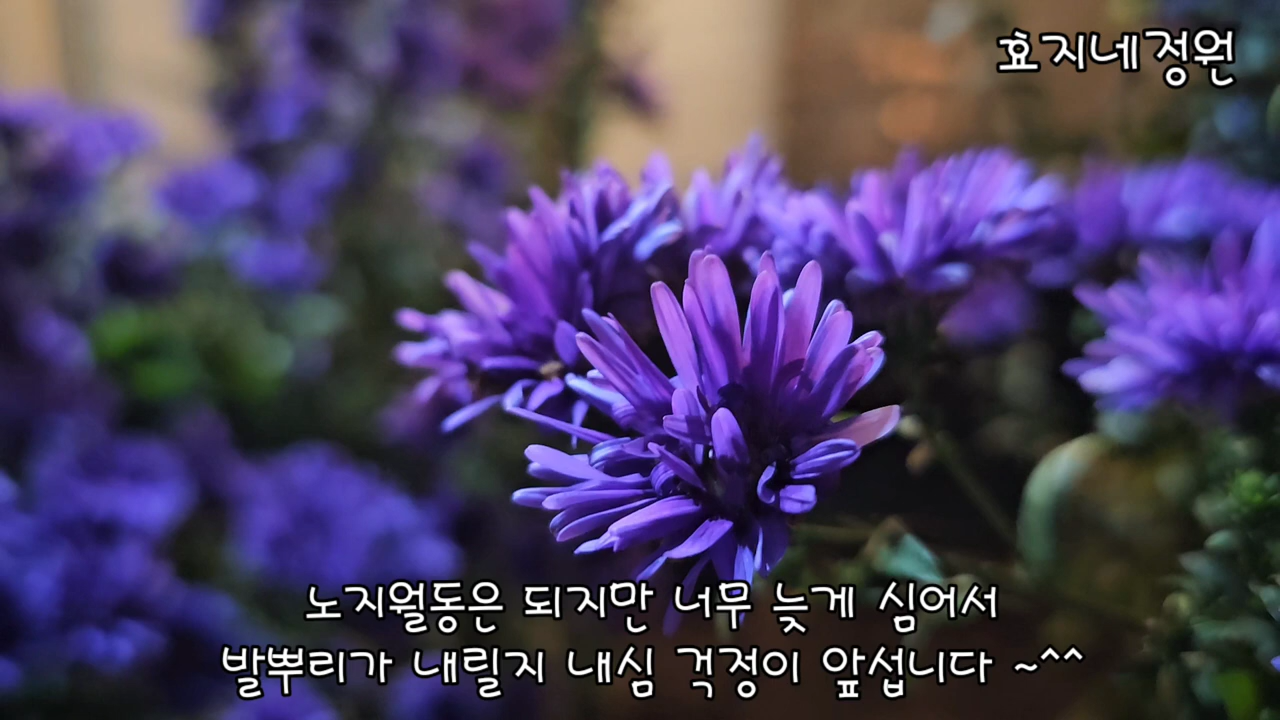 효지네정원
노지월동은 되지만 너무 늦게 심어서
발뿌리가 내릴지 내심 걱정이 앞섭니다 ~^^